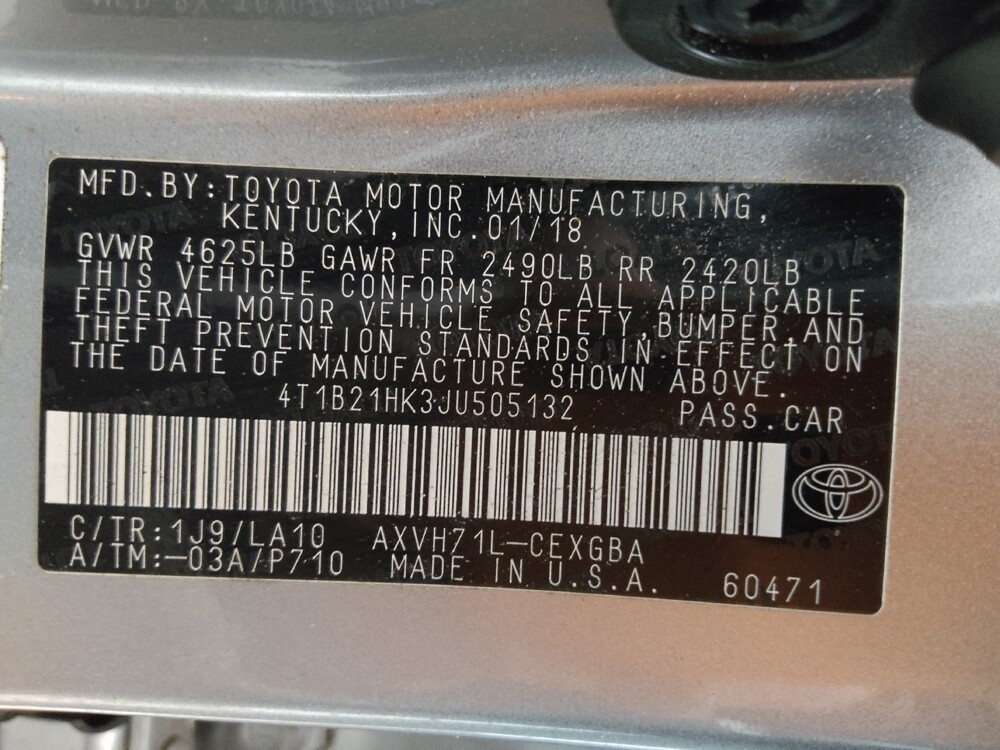 MFD.BY:TOYOTA MOTOR MANUFACTURING,
KENTUCKY,INC.01/18
GVWR 4625LB GAWR FR 2490LB RR 2420LB
THIS VEHICLE CONFORMS TO ALL APPLICABLE
FEDERAL MOTOR VEHICLE SAFETY,BUMPER,AND
THEFT PREVENTION STANDARDS IN EFFECT ON
THE DATE OF MANUFACTURE SHOWN ABOVE.
4T1B21HK3JU505132 PASS.CAR
C/TR:1J9/LA10 AXVH71L-CEXGBA
A/TM:-03A/P710 MADE IN U.S.A. 60471